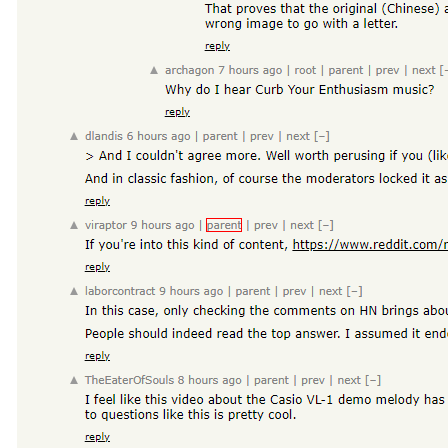 That proves that the original (Chinese)
wrong image to go with a letter.
reply
archagon 7 hours ago | root | parent | prev | next [–
Why do I hear Curb Your Enthusiasm music?
reply
dlandis 6 hours ago | parent | prev | next [–]
> And I couldn't agree more. Well worth perusing if you (lik
And in classic fashion, of course the moderators locked it as
reply
viraptor 9 hours ago | parent | prev | next [–]
If you're into this kind of content, https://www.reddit.com/r
reply
laborcontract 9 hours ago | parent | prev | next [–]
In this case, only checking the comments on HN brings abou
People should indeed read the top answer. I assumed it end
reply
TheEaterOfSouls 8 hours ago | parent | prev | next [–]
I feel like this video about the Casio VL-1 demo melody has
to questions like this is pretty cool.
reply